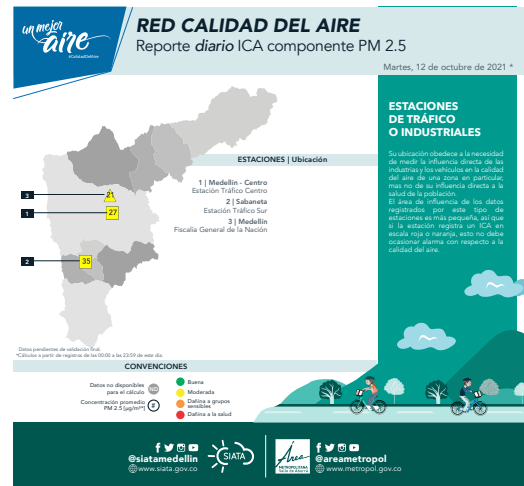 un mejor
aire
#CalidadDelAire
RED CALIDAD DEL AIRE
Reporte diario ICA componente PM 2.5
Martes, 12 de octubre de 2021 *
ESTACIONES
DE TRÁFICO
O INDUSTRIALES
Su ubicación obedece a la necesidad
de medir la influencia directa de las
industrias y los vehículos en la calidad
del aire de una zona en particular,
mas no de su influencia directa a la
salud de la población.
El área de influencia de los datos
registrados por este tipo de
estaciones es más pequeña, así que
si la estación registra un ICA en
escala roja o naranja, esto no debe
ocasionar alarma con respecto a la
calidad del aire.
ESTACIONES | Ubicación
1 | Medellín - Centro
Estación Tráfico Centro
2 | Sabaneta
Estación Tráfico Sur
3 | Medellín
Fiscalía General de la Nación
3
21
1
27
2
35
Datos pendientes de validación final.
*Cálculos a partir de registros de las 00:00 a las 23:59 de este día.
CONVENCIONES
Datos no disponibles
para el cálculo
ND
Concentración promedio
PM 2.5 [µg/m³*]
#
Buena
Moderada
Dañina a grupos
sensibles
Dañina a la salud
@siatamedellin
www.siata.gov.co
SIATA
Área
METROPOLITANA
Valle de Aburrá
@areametropol
www.metropol.gov.co